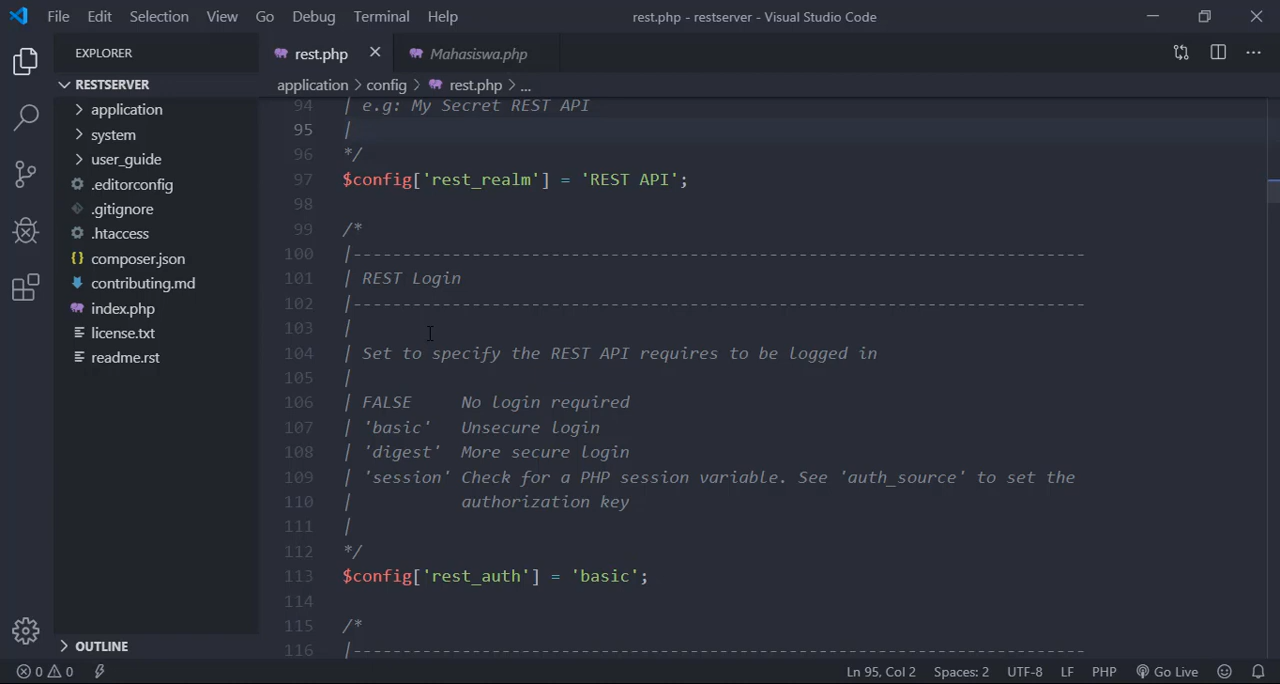 File Edit Selection View Go Debug Terminal Help rest.php - restserver - Visual Studio Code
EXPLORER
RESTSERVER
application
system
user_guide
.editorconfig
.gitignore
.htaccess
composer.json
contributing.md
index.php
license.txt
readme.rst
OUTLINE
rest.php Mahasiswa.php
application > config > rest.php > ...
94 | e.g: My Secret REST API
95 |
96 */
97 $config['rest_realm'] = 'REST API';
98
99 /*
100 |--------------------------------------------------------------------------
101 | REST Login
102 |--------------------------------------------------------------------------
103 |
104 | Set to specify the REST API requires to be logged in
105 |
106 | FALSE     No login required
107 | 'basic'   Unsecure login
108 | 'digest'  More secure login
109 | 'session' Check for a PHP session variable. See 'auth_source' to set the
110 |           authorization key
111 |
112 */
113 $config['rest_auth'] = 'basic';
114
115 /*
116 |--------------------------------------------------------------------------
0 0 Ln 95, Col 2 Spaces: 2 UTF-8 LF PHP Go Live